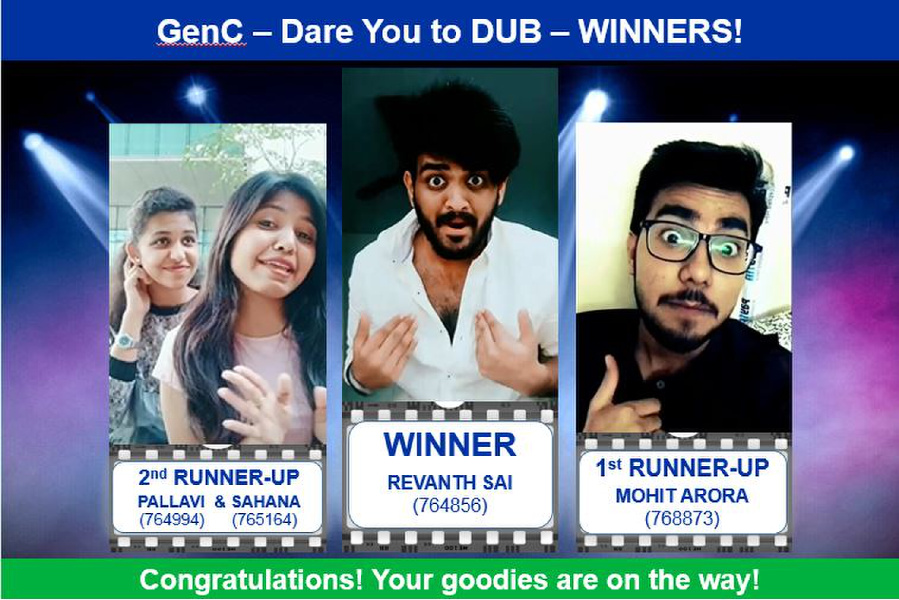 GenC – Dare You to DUB – WINNERS!
WINNER
REVANTH SAI
(764856)
1st RUNNER-UP
MOHIT ARORA
(768873)
2nd RUNNER-UP
PALLAVI & SAHANA
(764994) (765164)
Congratulations! Your goodies are on the way!